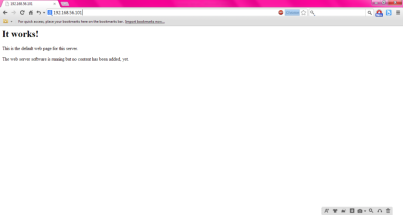 192.168.56.101
192.168.56.101
For quick access, place your bookmarks here on the bookmarks bar. Import bookmarks now...
It works!
This is the default web page for this server.
The web server software is running but no content has been added, yet.